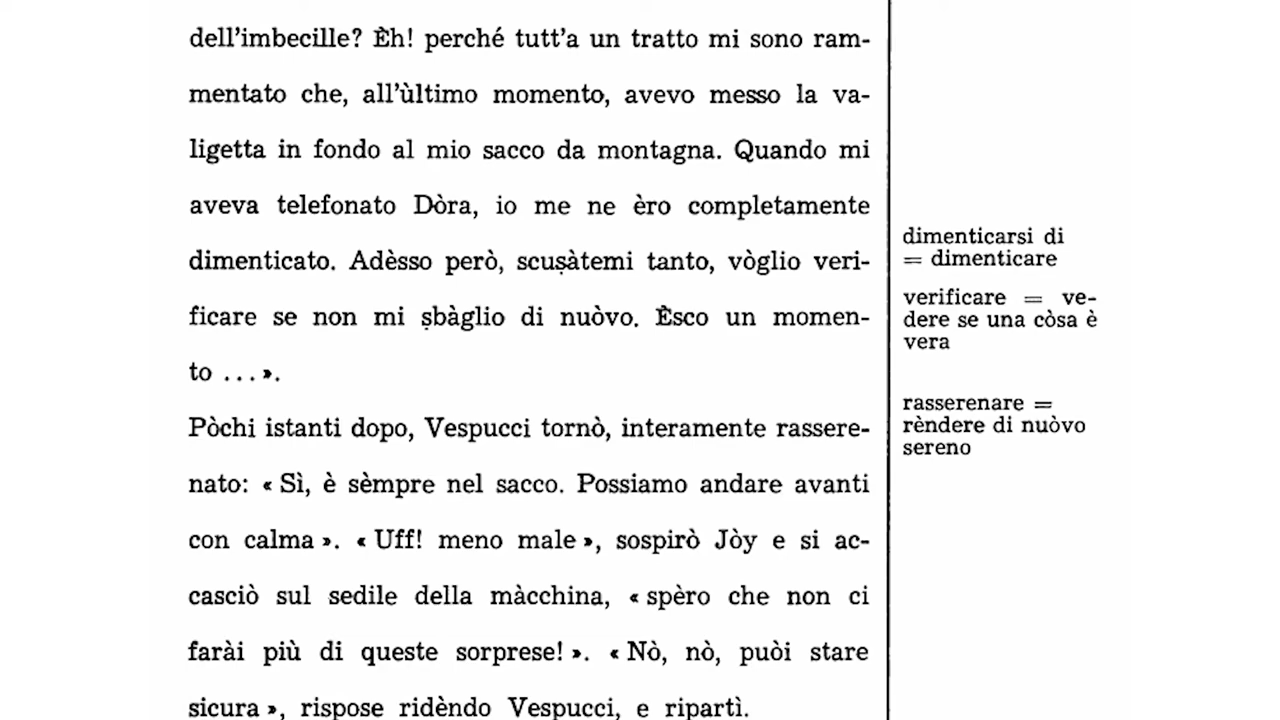 dell'imbecille? Èh! perché tutt'a un tratto mi sono ram-
mentato che, all'ùltimo momento, avevo messo la va-
ligetta in fondo al mio sacco da montagna. Quando mi
aveva telefonato Dòra, io me ne èro completamente
dimenticato. Adèsso però, scuṣàtemi tanto, vòglio veri-
ficare se non mi ṣbàglio di nuòvo. Èsco un momen-
to ... ».
Pòchi istanti dopo, Vespucci tornò, interamente rassere-
nato: « Sì, è sèmpre nel sacco. Possiamo andare avanti
con calma ». « Uff! meno male », sospirò Jòy e si ac-
casciò sul sedile della màcchina, « spèro che non ci
farài più di queste sorprese! ». « Nò, nò, puòi stare
sicura », rispose ridèndo Vespucci, e ripartì.
dimenticarsi di
= dimenticare
verificare = ve-
dere se una còsa è
vera
rasserenare =
rèndere di nuòvo
sereno